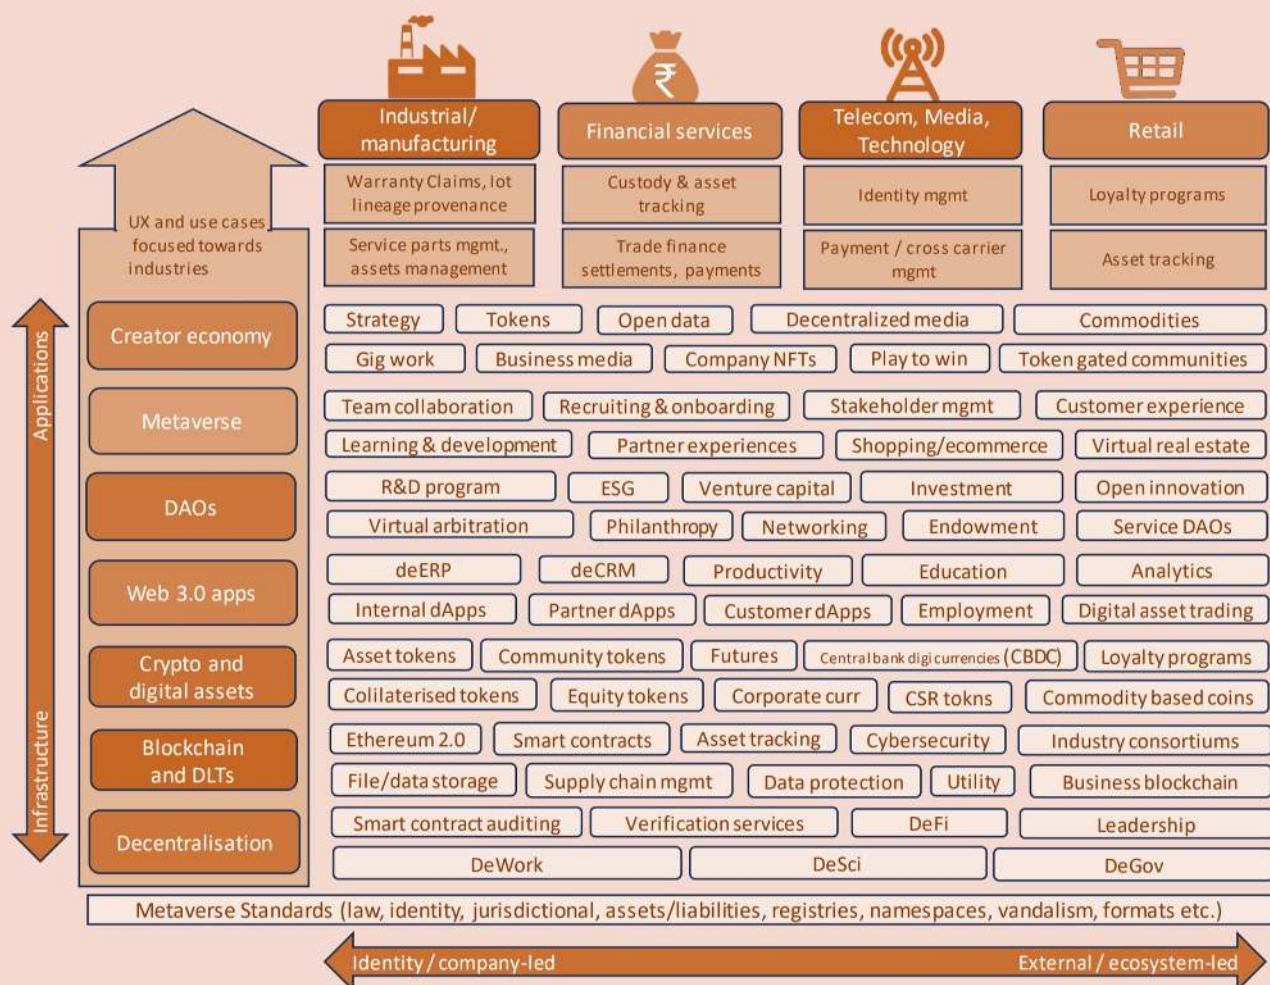 ₹
Industrial/
manufacturing
Financial services
Telecom, Media,
Technology
Retail
Warranty Claims, Iot
lineage provenance
Custody & asset
tracking
Identity mgmt
Loyalty programs
UX and use cases
focused towards
industries
Service parts mgmt.,
assets management
Trade finance
settlements, payments
Payment / cross carrier
mgmt
Asset tracking
Applications
Infrastructure
Creator economy
Strategy
Tokens
Open data
Decentralized media
Commodities
Gig work
Business media
Company NFTs
Play to win
Token gated communities
Metaverse
Team collaboration
Recruiting & onboarding
Stakeholder mgmt
Customer experience
Learning & development
Partner experiences
Shopping/ecommerce
Virtual real estate
DAOs
R&D program
ESG
Venture capital
Investment
Open innovation
Virtual arbitration
Philanthropy
Networking
Endowment
Service DAOs
Web 3.0 apps
deERP
deCRM
Productivity
Education
Analytics
Internal dApps
Partner dApps
Customer dApps
Employment
Digital asset trading
Crypto and
digital assets
Asset tokens
Community tokens
Futures
Central bank digi currencies (CBDC)
Loyalty programs
Colilaterised tokens
Equity tokens
Corporate curr
CSR tokns
Commodity based coins
Blockchain
and DLTs
Ethereum 2.0
Smart contracts
Asset tracking
Cybersecurity
Industry consortiums
File/data storage
Supply chain mgmt
Data protection
Utility
Business blockchain
Decentralisation
Smart contract auditing
Verification services
DeFi
Leadership
DeWork
DeSci
DeGov
Metaverse Standards (law, identity, jurisdictional, assets/liabilities, registries, namespaces, vandalism, formats etc.)
Identity / company-led
External / ecosystem-led